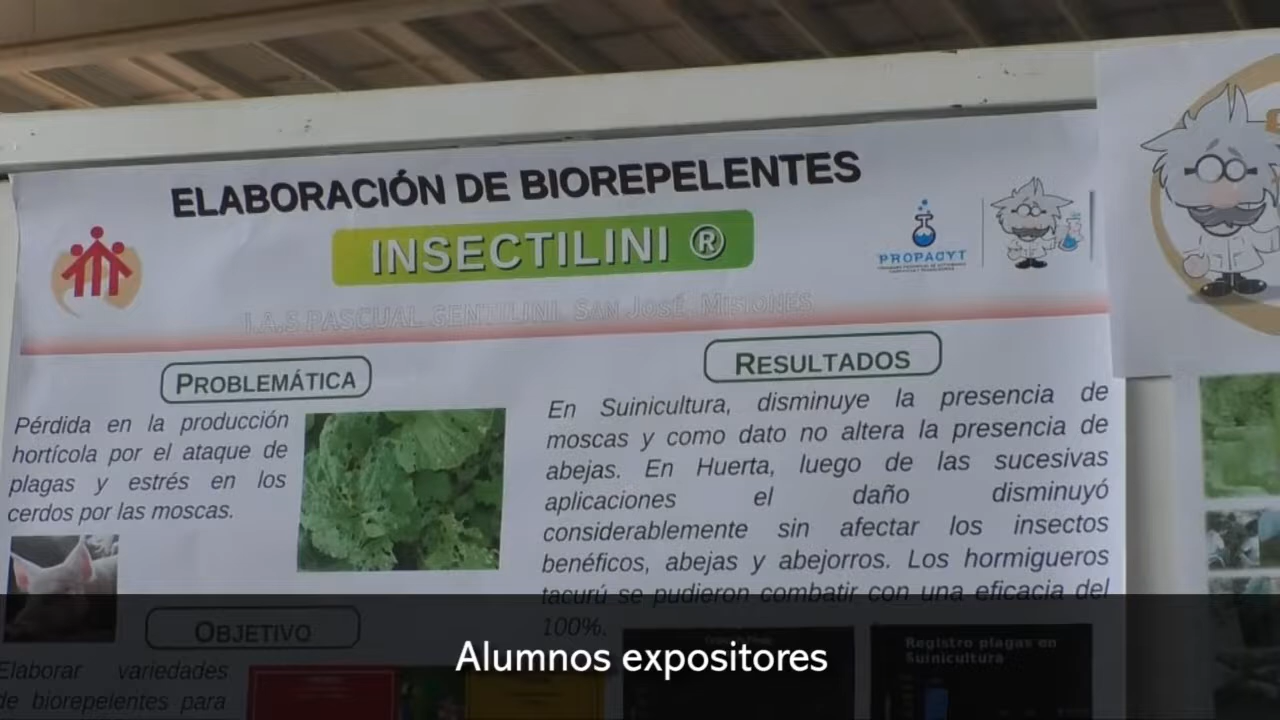 ELABORACIÓN DE BIOREPELENTES
INSECTILINI ®
PROPACYT
I.A.S PASCUAL GENTILINI. SAN JOSÉ, MISIONES
PROBLEMÁTICA
Pérdida en la producción
hortícola por el ataque de
plagas y estrés en los
cerdos por las moscas.
OBJETIVO
Elaborar variedades
de biorepelentes para
RESULTADOS
En Suinicultura, disminuye la presencia de
moscas y como dato no altera la presencia de
abejas. En Huerta, luego de las sucesivas
aplicaciones el daño disminuyó
considerablemente sin afectar los insectos
benéficos, abejas y abejorros. Los hormigueros
tacurú se pudieron combatir con una eficacia del
100%.
Registro plagas en
Suinicultura
Alumnos expositores